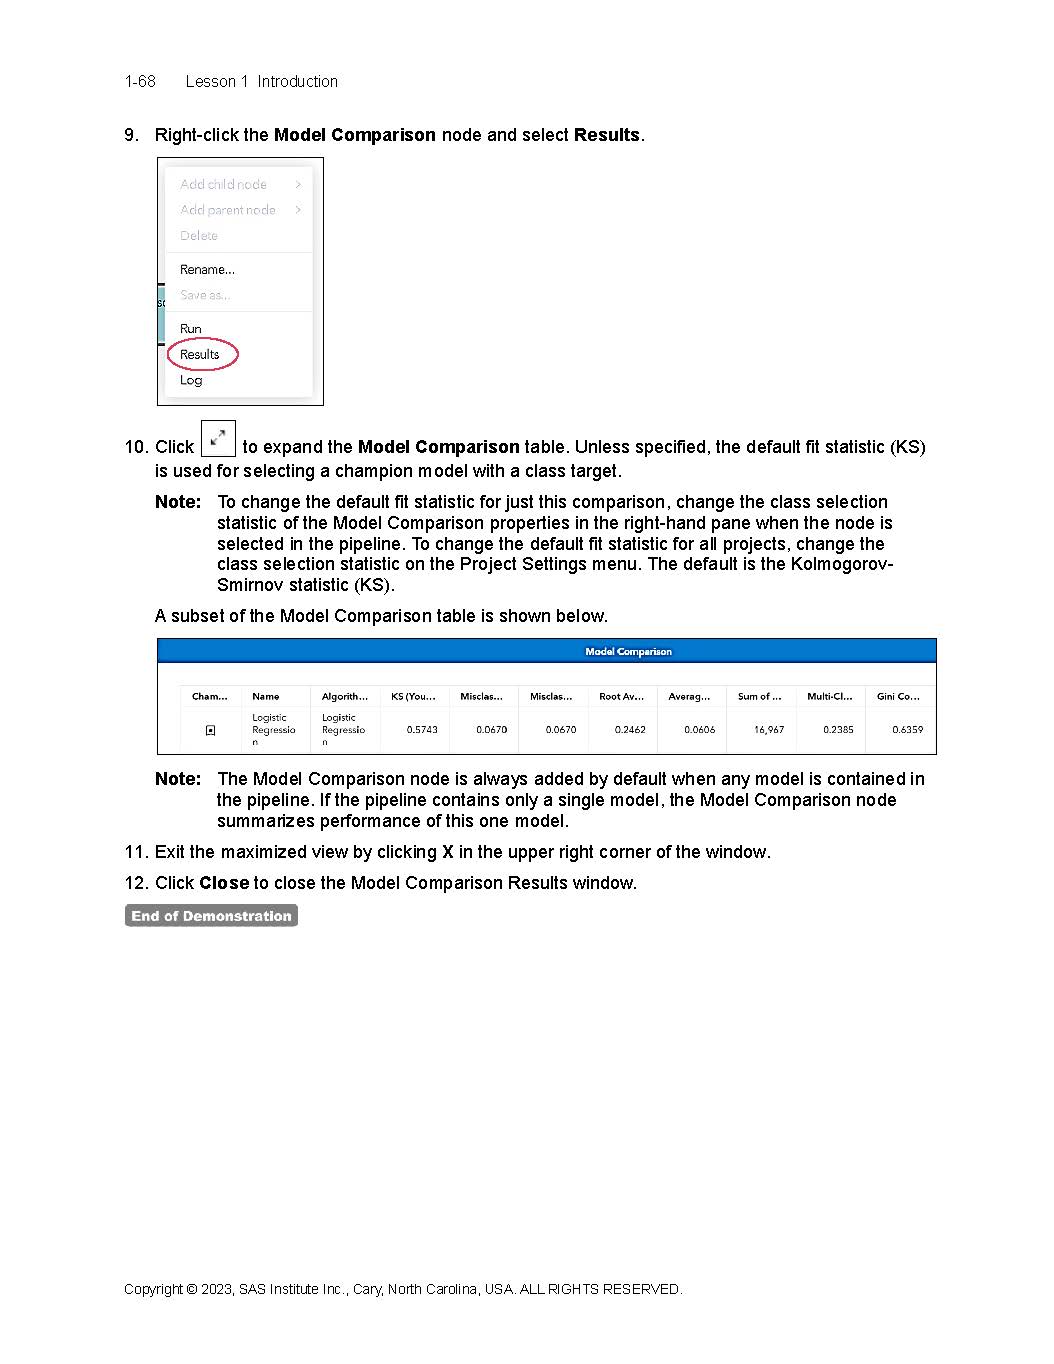 1-68 Lesson 1 Introduction
9. Right-click the Model Comparison node and select Results.
Add child node >
Add parent node >
Delete
Rename...
Save as...
Run
Results
Log
10. Click to expand the Model Comparison table. Unless specified, the default fit statistic (KS)
is used for selecting a champion model with a class target.
Note: To change the default fit statistic for just this comparison, change the class selection
statistic of the Model Comparison properties in the right-hand pane when the node is
selected in the pipeline. To change the default fit statistic for all projects, change the
class selection statistic on the Project Settings menu. The default is the Kolmogorov-
Smirnov statistic (KS).
A subset of the Model Comparison table is shown below.
Model Comparison
Cham... Name Algorith... KS (You... Misclas... Misclas... Root Av... Averag... Sum of ... Multi-Cl... Gini Co...
Logistic Logistic
Regressio Regressio 0.5743 0.0670 0.0670 0.2462 0.0606 16,967 0.2385 0.6359
n n
Note: The Model Comparison node is always added by default when any model is contained in
the pipeline. If the pipeline contains only a single model, the Model Comparison node
summarizes performance of this one model.
11. Exit the maximized view by clicking X in the upper right corner of the window.
12. Click Close to close the Model Comparison Results window.
End of Demonstration
Copyright © 2023, SAS Institute Inc., Cary, North Carolina, USA. ALL RIGHTS RESERVED.